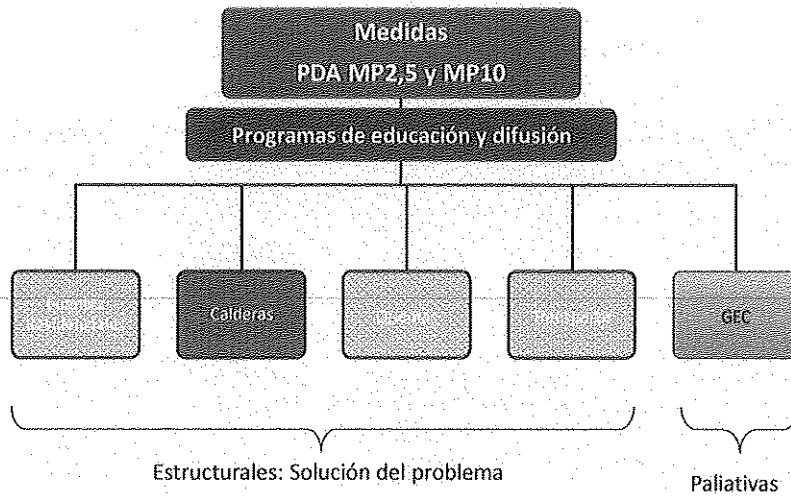 Medidas
PDA MP2,5 y MP10
Programas de educación y difusión
Calderas
GEC
Estructurales: Solución del problema
Paliativas